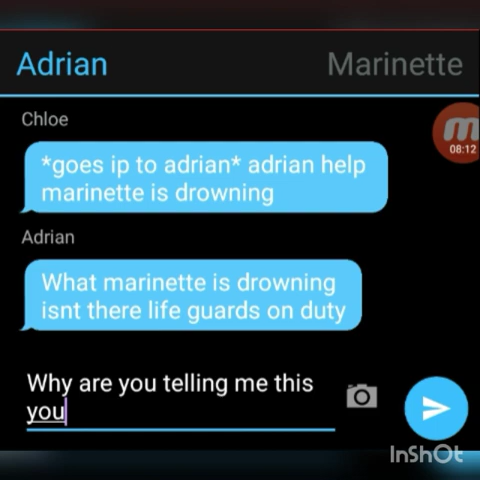 Adrian Marinette
Chloe
*goes ip to adrian* adrian help
marinette is drowning
08:12
Adrian
What marinette is drowning
isnt there life guards on duty
Why are you telling me this
you
InShOt